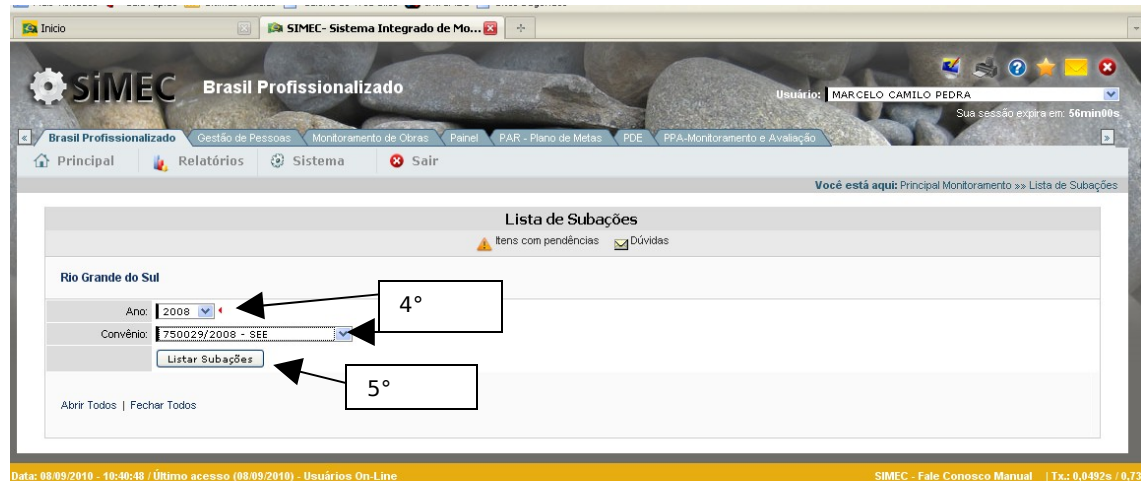 Inicio
SIMEC- Sistema Integrado de Mo...
SiMEC
Brasil Profissionalizado
Usuário: MARCELO CAMILO PEDRA
Sua sessão expira em: 56min00s
Brasil Profissionalizado Gestão de Pessoas Monitoramento de Obras Painel PAR - Plano de Metas PDE PPA-Monitoramento e Avaliação
Principal Relatórios Sistema Sair
Você está aqui: Principal Monitoramento »» Lista de Subações
Lista de Subações
Itens com pendências Dúvidas
Rio Grande do Sul
Ano: 2008
4°
Convênio: 750029/2008 - SEE
Listar Subações
5°
Abrir Todos | Fechar Todos
Data: 08/09/2010 - 10:40:48 / Último acesso (08/09/2010) - Usuários On-Line
SIMEC - Fale Conosco Manual | Tx.: 0,0492s / 0,73